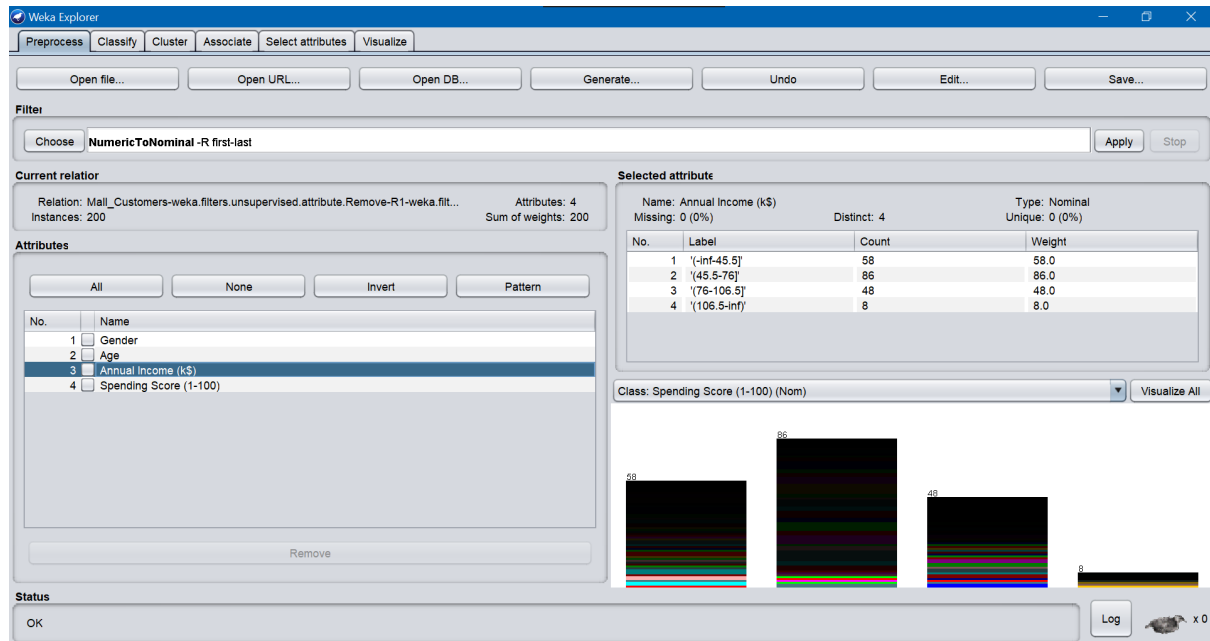 Weka Explorer
Preprocess Classify Cluster Associate Select attributes Visualize
Open file... Open URL... Open DB... Generate... Undo Edit... Save...
Filter
Choose NumericToNominal -R first-last Apply Stop
Current relation
Relation: Mall_Customers-weka.filters.unsupervised.attribute.Remove-R1-weka.filt... Attributes: 4
Instances: 200 Sum of weights: 200
Attributes
All None Invert Pattern
No. Name
1 Gender
2 Age
3 Annual Income (k$)
4 Spending Score (1-100)
Remove
Selected attribute
Name: Annual Income (k$) Type: Nominal
Missing: 0 (0%) Distinct: 4 Unique: 0 (0%)
No. Label Count Weight
1 '(-inf-45.5]' 58 58.0
2 '(45.5-76]' 86 86.0
3 '(76-106.5]' 48 48.0
4 '(106.5-inf)' 8 8.0
Class: Spending Score (1-100) (Nom) Visualize All
58
86
48
8
Status
OK
Log x 0